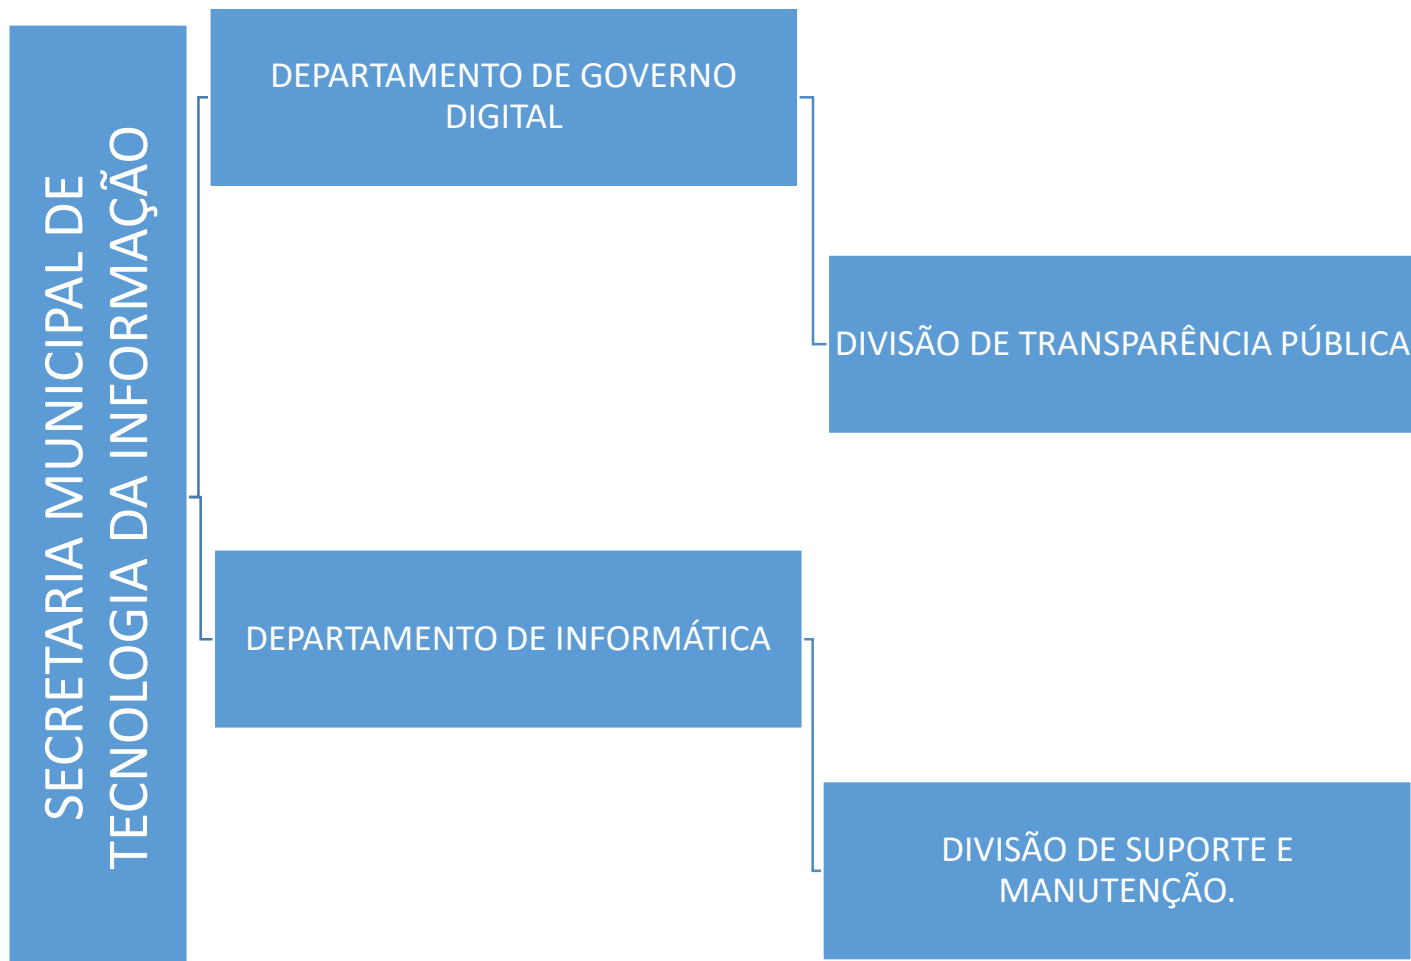 SECRETARIA MUNICIPAL DE
TECNOLOGIA DA INFORMAÇÃO
DEPARTAMENTO DE GOVERNO
DIGITAL
DIVISÃO DE TRANSPARÊNCIA PÚBLICA
DEPARTAMENTO DE INFORMÁTICA
DIVISÃO DE SUPORTE E
MANUTENÇÃO.